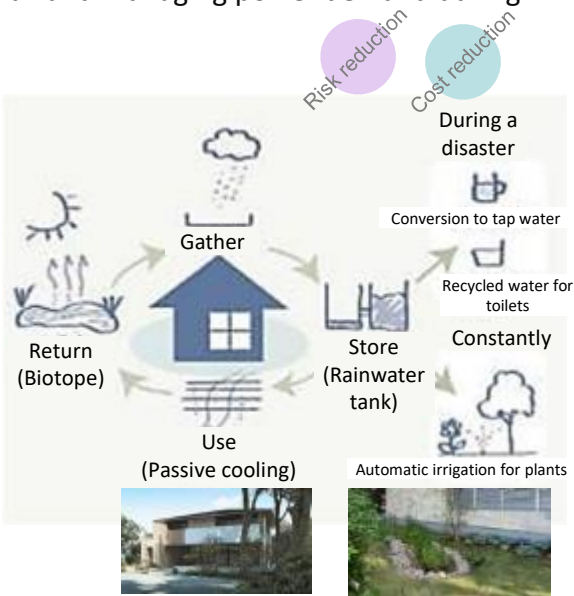 Risk reduction
Cost reduction
During a
disaster
Conversion to tap water
Gather
Recycled water for
toilets
Constantly
Return
(Biotope)
Store
(Rainwater
tank)
Use
(Passive cooling)
Automatic irrigation for plants